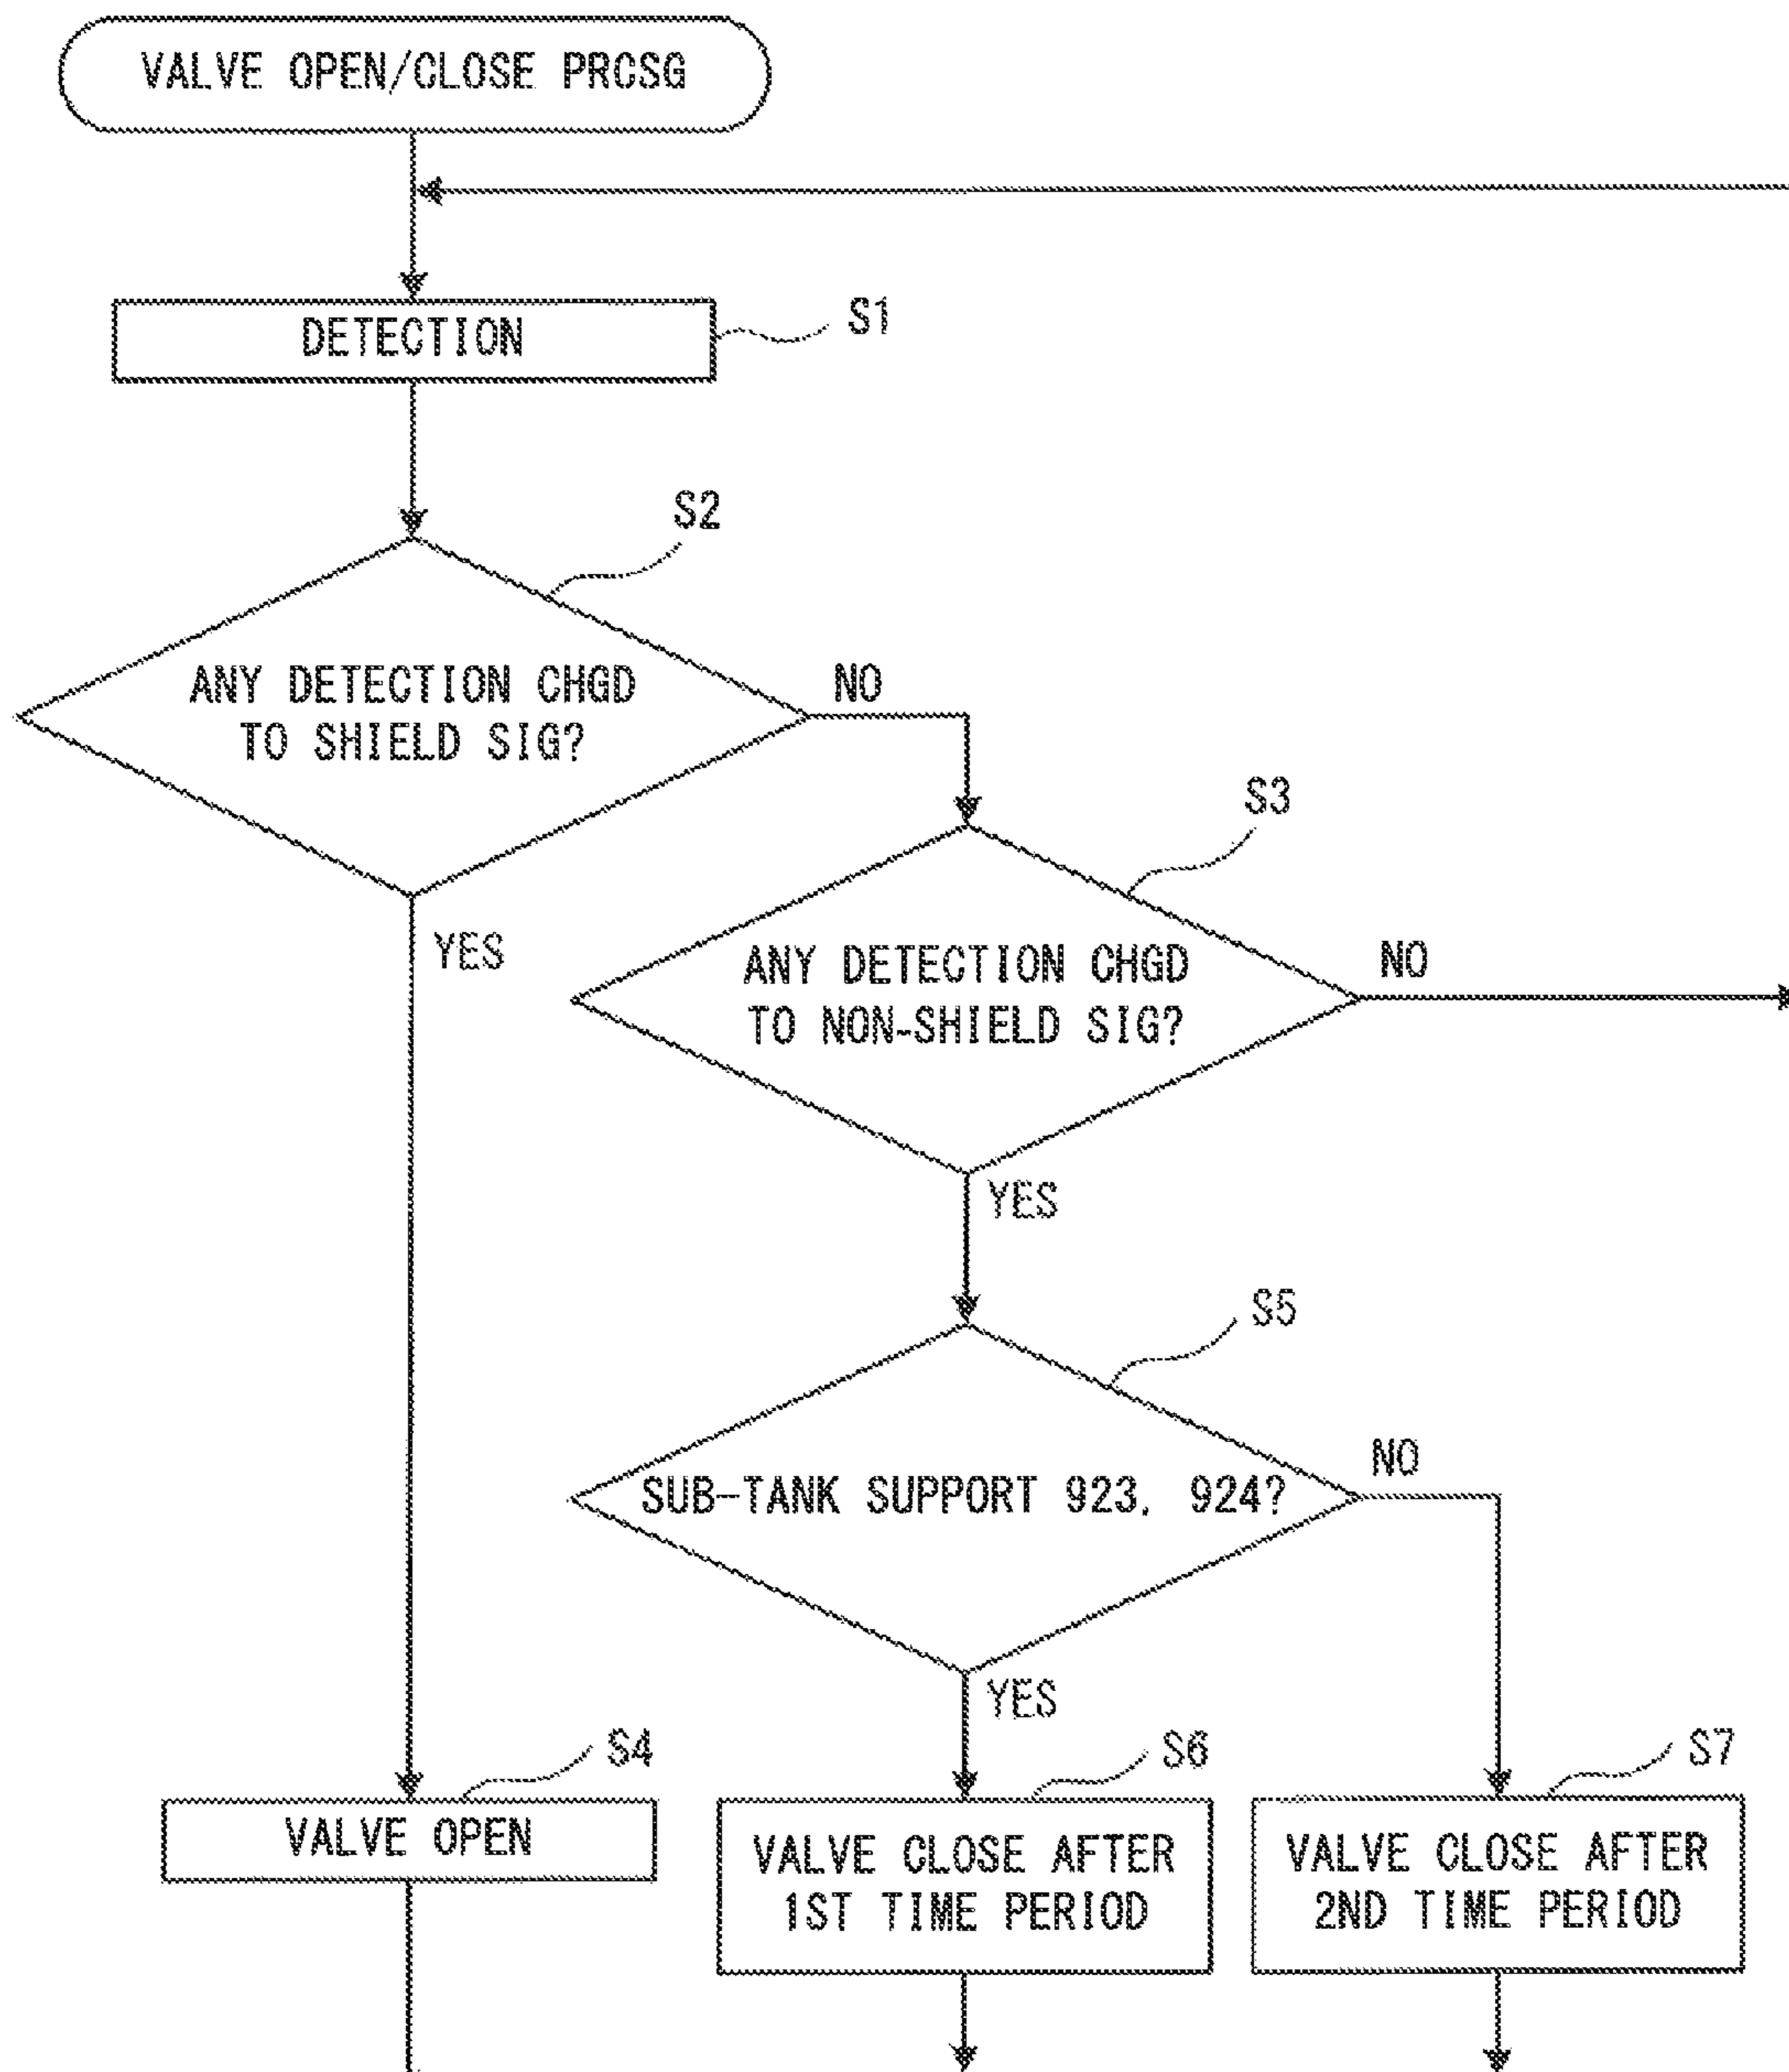 VALVE OPEN/CLOSE PRCSG
DETECTION
S1
S2
ANY DETECTION CHGD
TO SHIELD SIG?
NO
YES
S3
ANY DETECTION CHGD
TO NON-SHIELD SIG?
NO
YES
S5
SUB-TANK SUPPORT 923, 924?
NO
YES
S4
VALVE OPEN
S6
VALVE CLOSE AFTER
1ST TIME PERIOD
S7
VALVE CLOSE AFTER
2ND TIME PERIOD